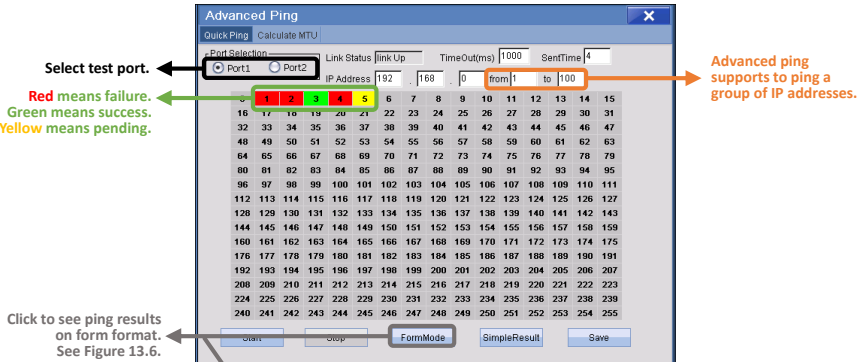 Advanced Ping
Quick Ping Calculate MTU
Port Selection
Port1 Port2
Link Status link Up TimeOut(ms) 1000 SentTime 4
IP Address 192 . 168 . 0 from 1 to 100
Select test port.
Red means failure.
Green means success.
Yellow means pending.
Advanced ping
supports to ping a
group of IP addresses.
0 1 2 3 4 5 6 7 8 9 10 11 12 13 14 15
16 17 18 19 20 21 22 23 24 25 26 27 28 29 30 31
32 33 34 35 36 37 38 39 40 41 42 43 44 45 46 47
48 49 50 51 52 53 54 55 56 57 58 59 60 61 62 63
64 65 66 67 68 69 70 71 72 73 74 75 76 77 78 79
80 81 82 83 84 85 86 87 88 89 90 91 92 93 94 95
96 97 98 99 100 101 102 103 104 105 106 107 108 109 110 111
112 113 114 115 116 117 118 119 120 121 122 123 124 125 126 127
128 129 130 131 132 133 134 135 136 137 138 139 140 141 142 143
144 145 146 147 148 149 150 151 152 153 154 155 156 157 158 159
160 161 162 163 164 165 166 167 168 169 170 171 172 173 174 175
176 177 178 179 180 181 182 183 184 185 186 187 188 189 190 191
192 193 194 195 196 197 198 199 200 201 202 203 204 205 206 207
208 209 210 211 212 213 214 215 216 217 218 219 220 221 222 223
224 225 226 227 228 229 230 231 232 233 234 235 236 237 238 239
240 241 242 243 244 245 246 247 248 249 250 251 252 253 254 255
Click to see ping results
on form format.
See Figure 13.6.
Start Stop FormMode SimpleResult Save